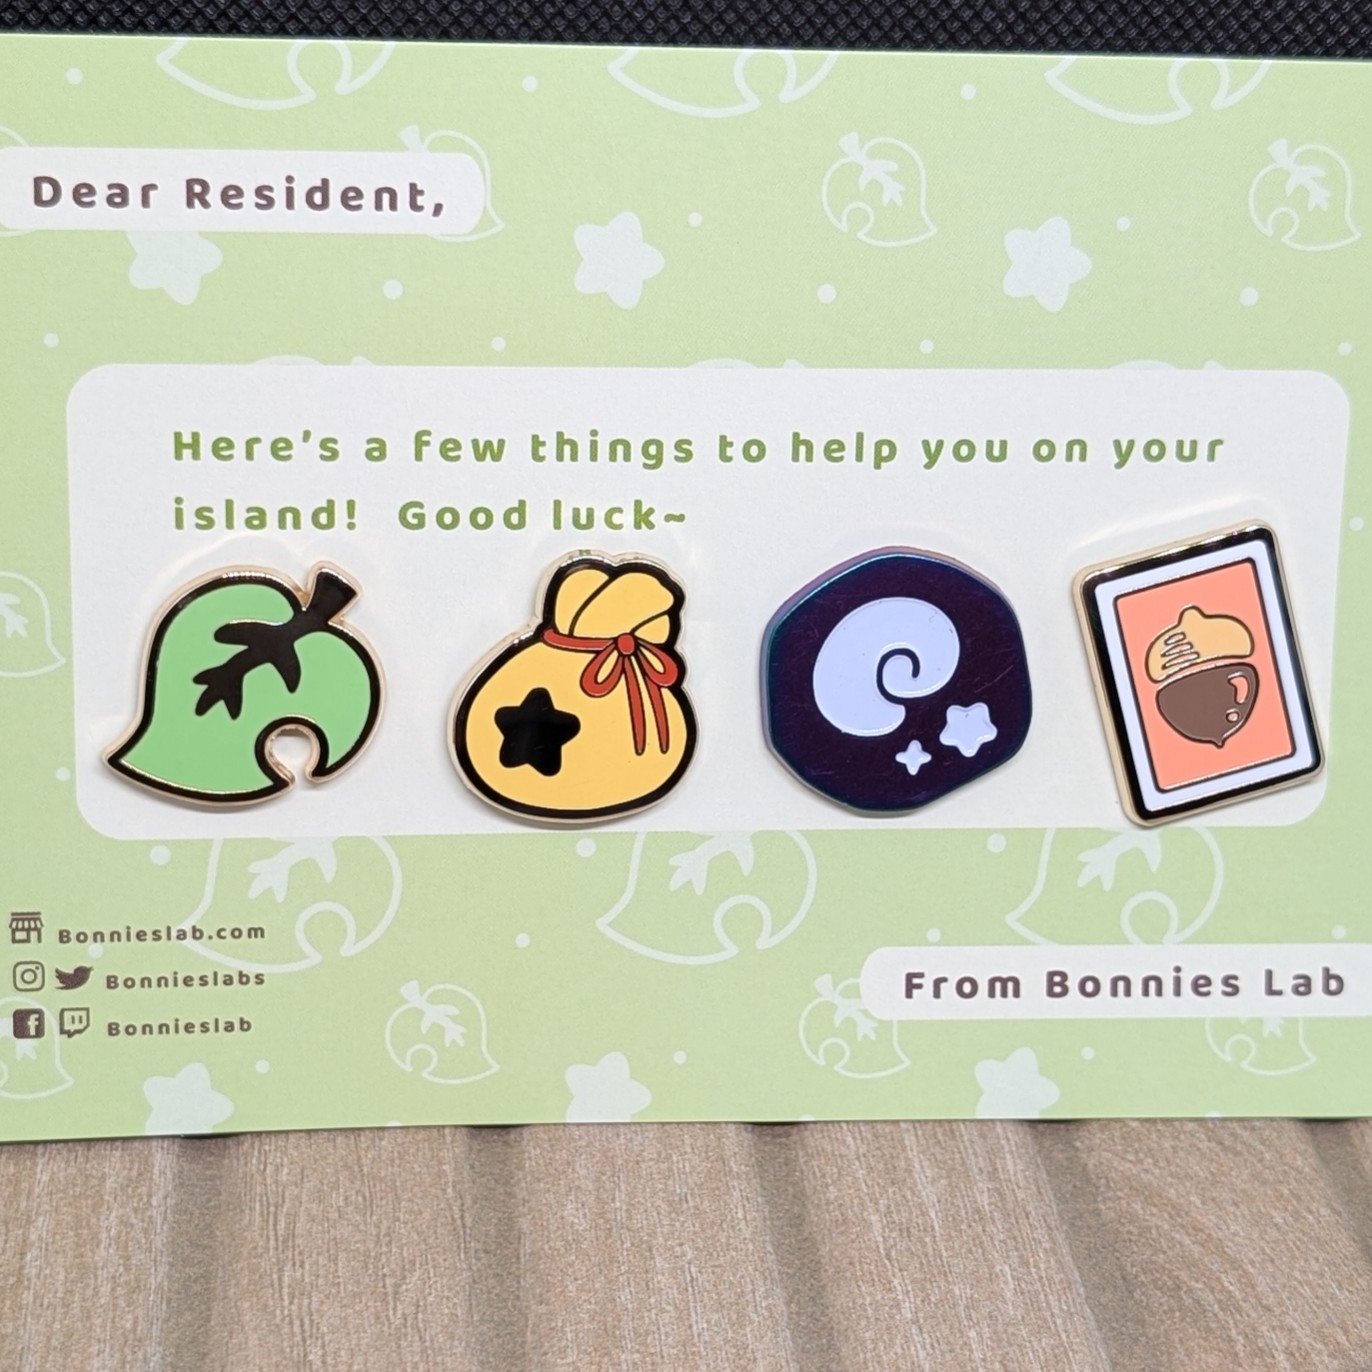 Dear Resident,
Here's a few things to help you on your
island! Good luck~
Bonnieslab.com
Bonnieslabs
Bonnieslab
From Bonnies Lab